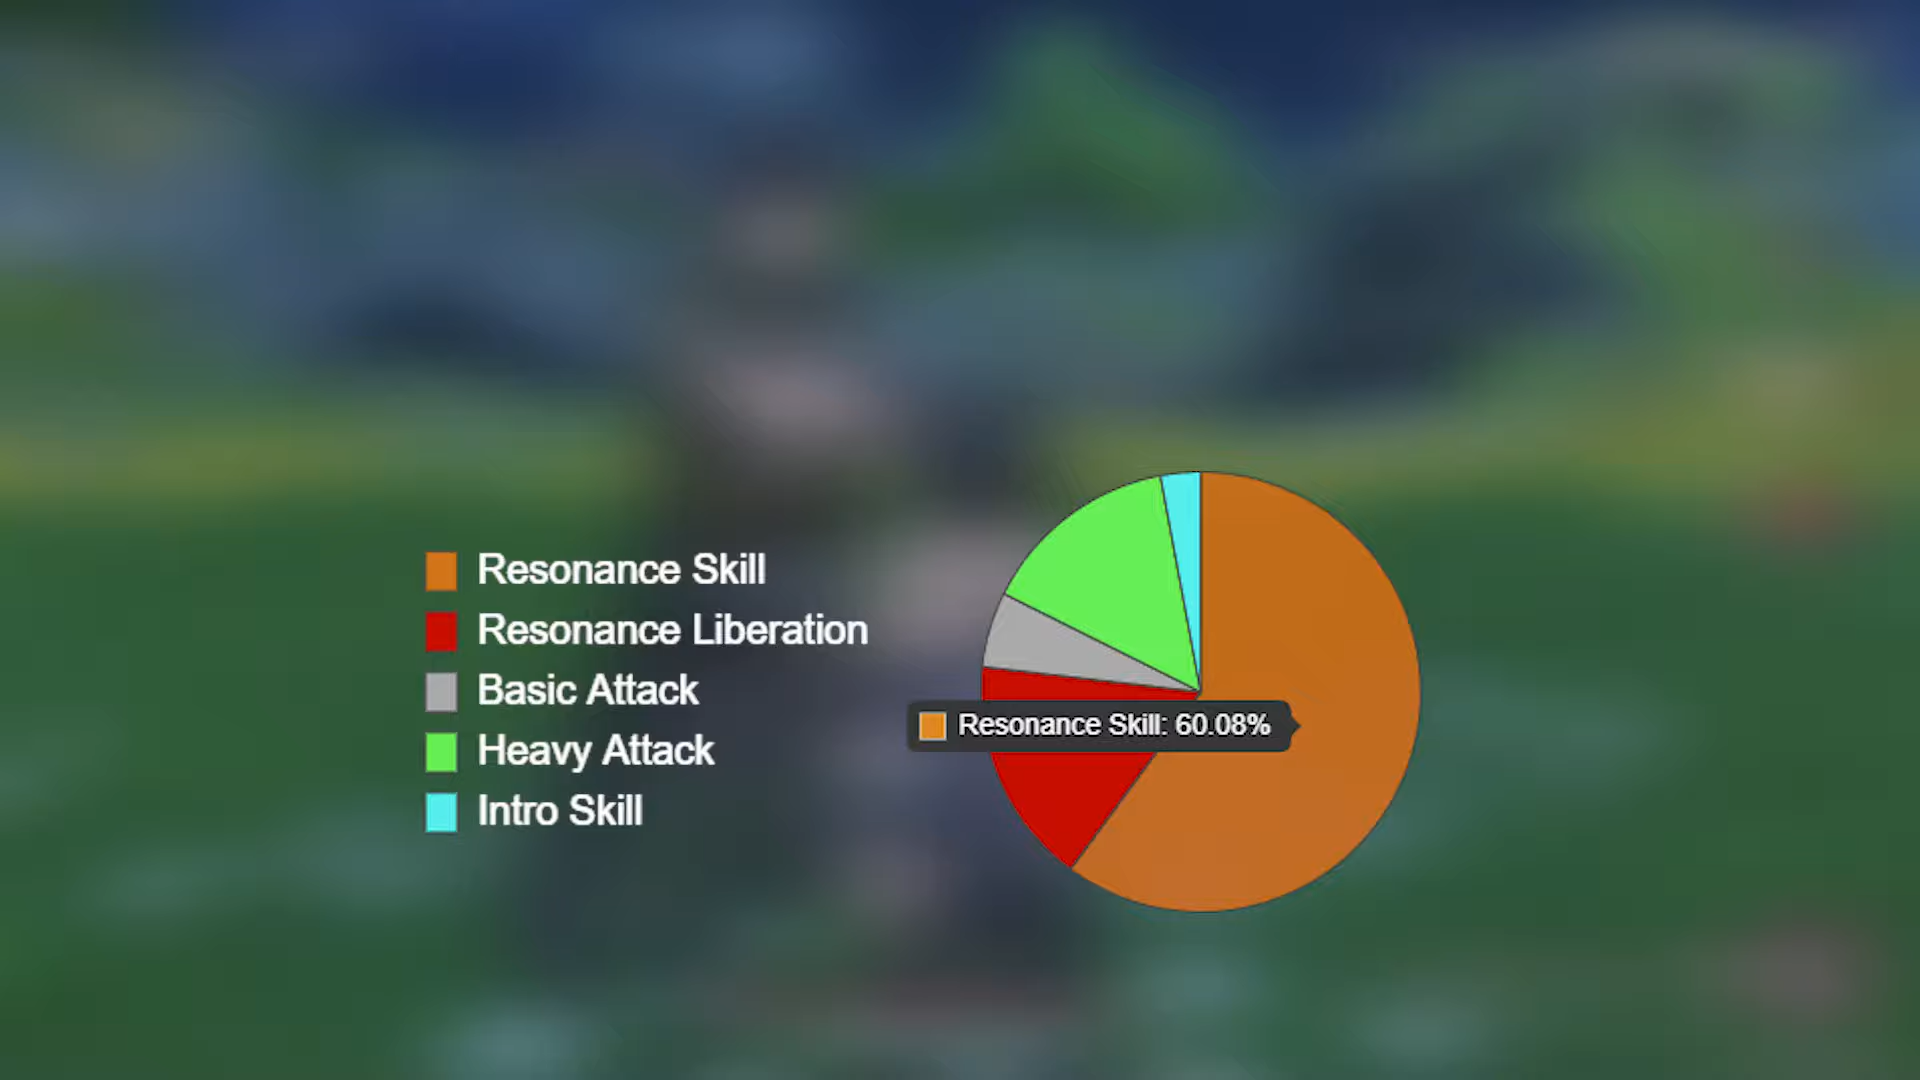 Resonance Skill
Resonance Liberation
Basic Attack
Heavy Attack
Intro Skill
Resonance Skill: 60.08%